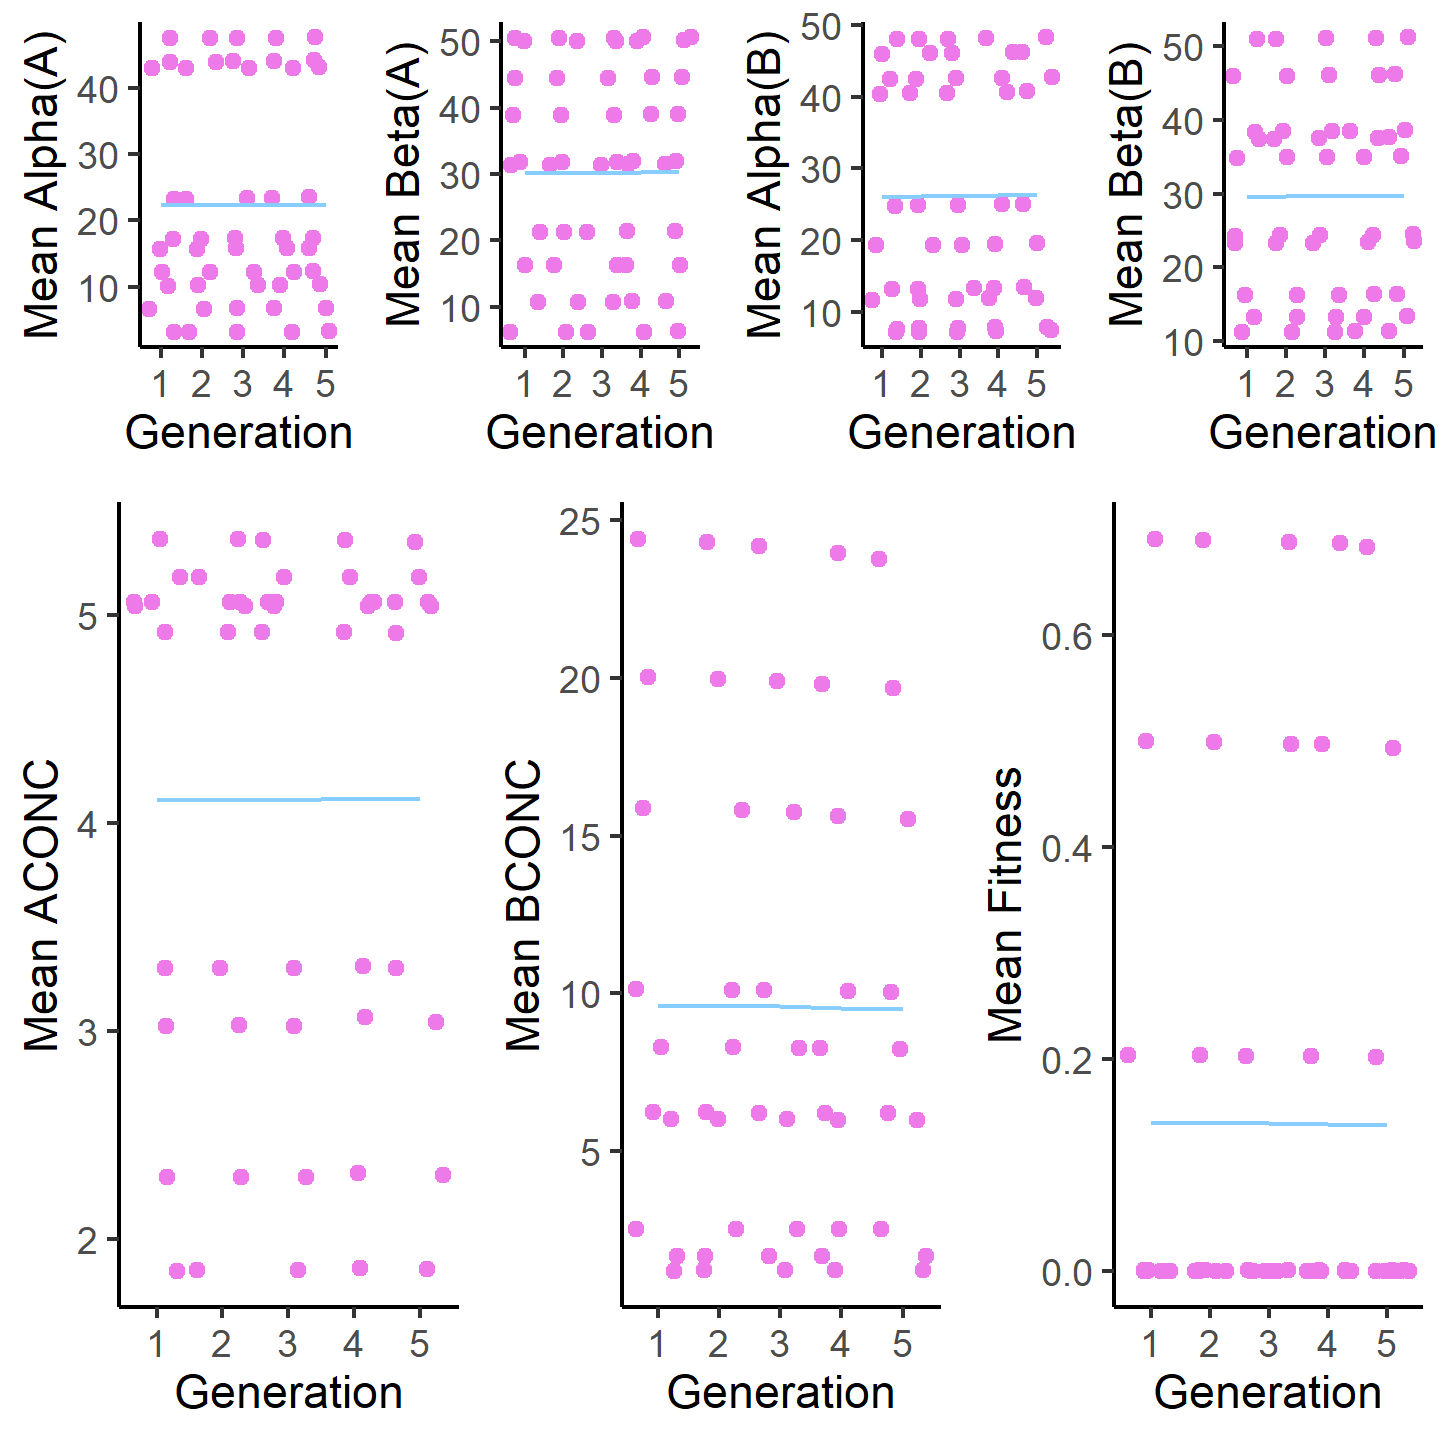 Mean Alpha(A)
40
30
20
10
1 2 3 4 5
Generation
Mean Beta(A)
50
40
30
20
10
1 2 3 4 5
Generation
Mean Alpha(B)
50
40
30
20
10
1 2 3 4 5
Generation
Mean Beta(B)
50
40
30
20
10
1 2 3 4 5
Generation
Mean ACONC
5
4
3
2
1 2 3 4 5
Generation
Mean BCONC
25
20
15
10
5
1 2 3 4 5
Generation
Mean Fitness
0.6
0.4
0.2
0.0
1 2 3 4 5
Generation